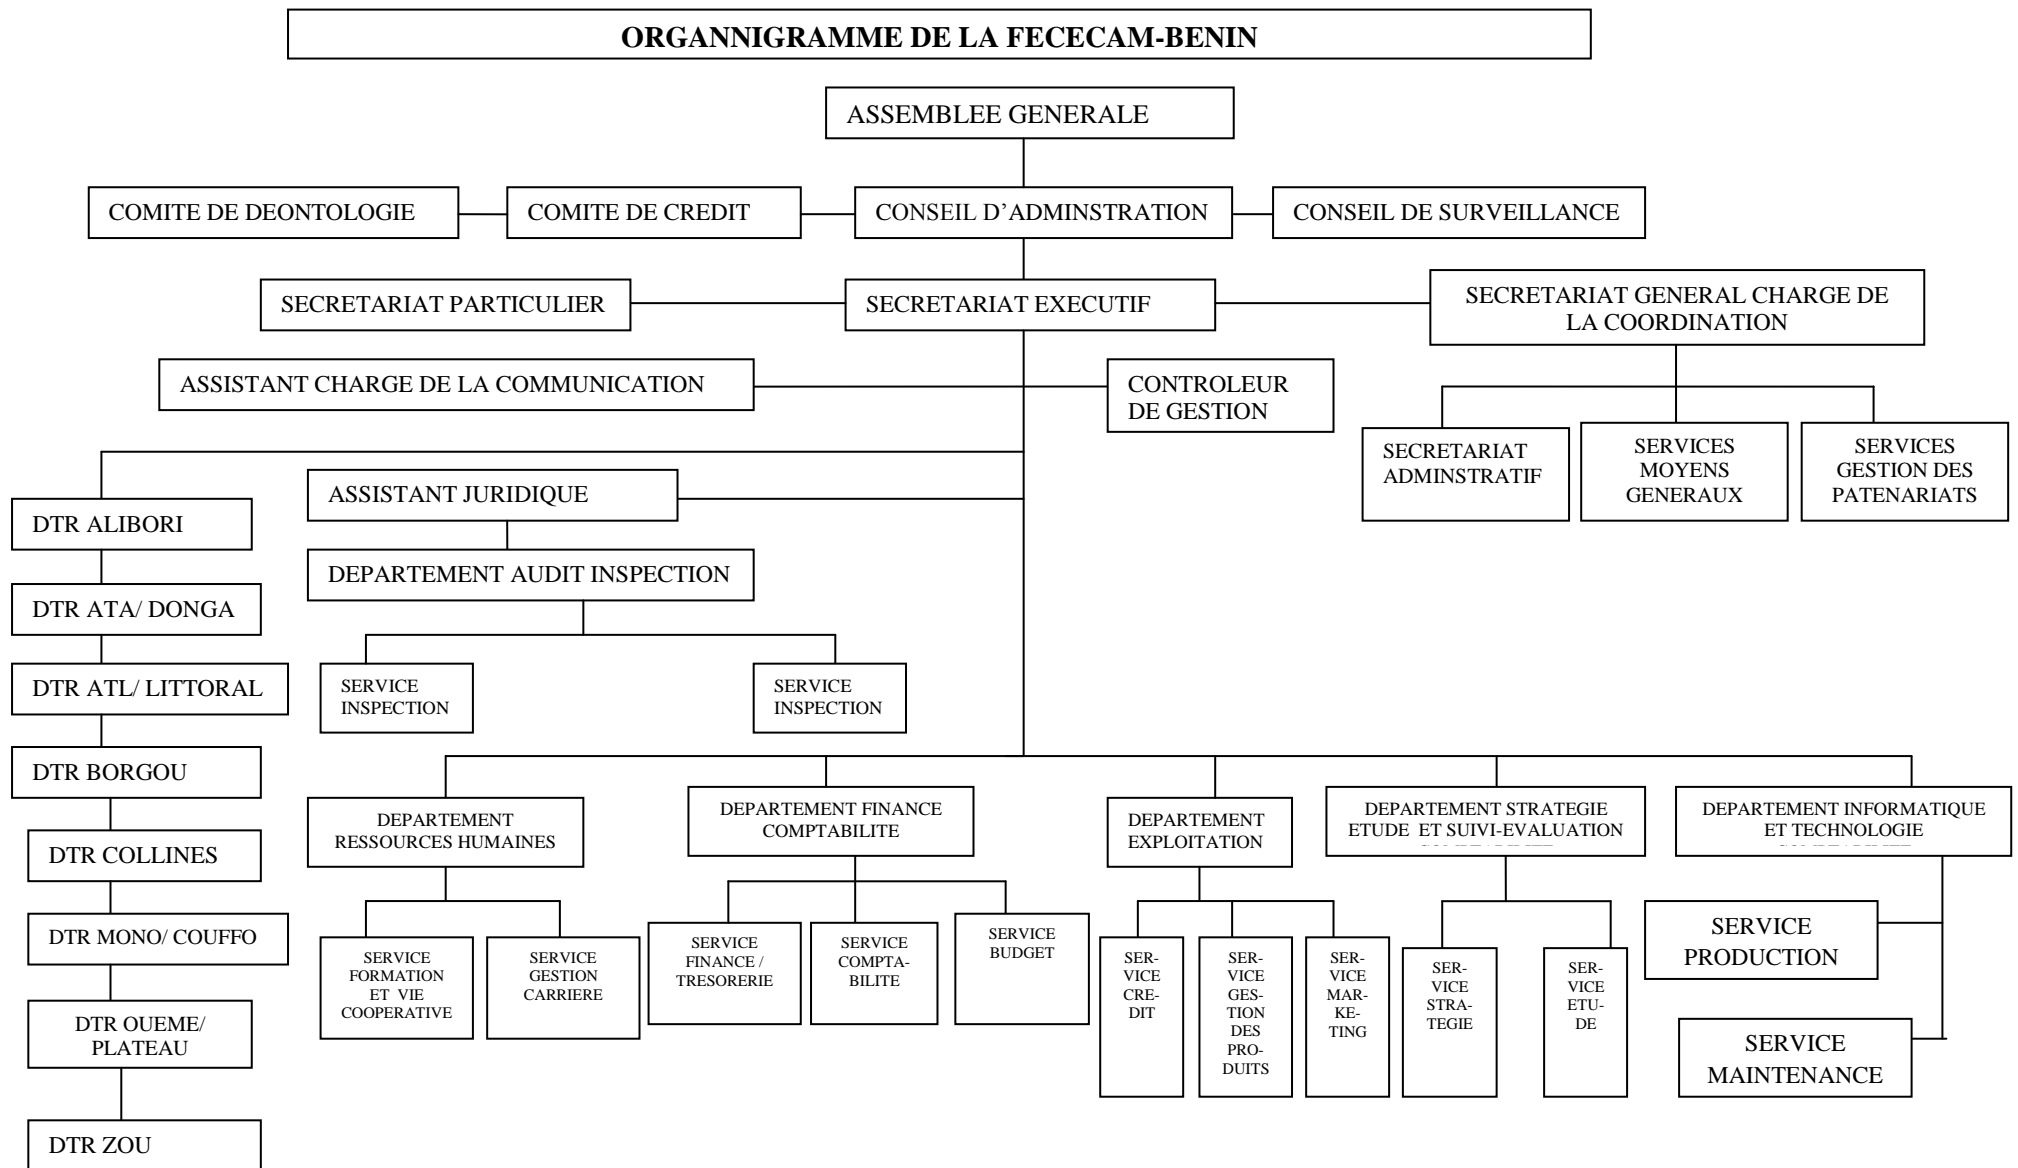 ORGANNIGRAMME DE LA FECECAM-BENIN
ASSEMBLEE GENERALE
COMITE DE DEONTOLOGIE
COMITE DE CREDIT
CONSEIL D’ADMINSTRATION
CONSEIL DE SURVEILLANCE
SECRETARIAT PARTICULIER
SECRETARIAT EXECUTIF
SECRETARIAT GENERAL CHARGE DE
LA COORDINATION
ASSISTANT CHARGE DE LA COMMUNICATION
CONTROLEUR
DE GESTION
SECRETARIAT
ADMINSTRATIF
SERVICES
MOYENS
GENERAUX
SERVICES
GESTION DES
PATENARIATS
DTR ALIBORI
DTR ATA/ DONGA
DTR ATL/ LITTORAL
DTR BORGOU
DTR COLLINES
DTR MONO/ COUFFO
DTR OUEME/
PLATEAU
DTR ZOU
ASSISTANT JURIDIQUE
DEPARTEMENT AUDIT INSPECTION
SERVICE
INSPECTION
SERVICE
INSPECTION
DEPARTEMENT
RESSOURCES HUMAINES
DEPARTEMENT FINANCE
COMPTABILITE
DEPARTEMENT
EXPLOITATION
DEPARTEMENT STRATEGIE
ETUDE ET SUIVI-EVALUATION
DEPARTEMENT INFORMATIQUE
ET TECHNOLOGIE
SERVICE
FORMATION
ET VIE
COOPERATIVE
SERVICE
GESTION
CARRIERE
SERVICE
FINANCE /
TRESORERIE
SERVICE
COMPTA-
BILITE
SERVICE
BUDGET
SER-
VICE
CRE-
DIT
SER-
VICE
GES-
TION
DES
PRO-
DUITS
SER-
VICE
MAR-
KE-
TING
SER-
VICE
STRA-
TEGIE
SER-
VICE
ETU-
DE
SERVICE
PRODUCTION
SERVICE
MAINTENANCE